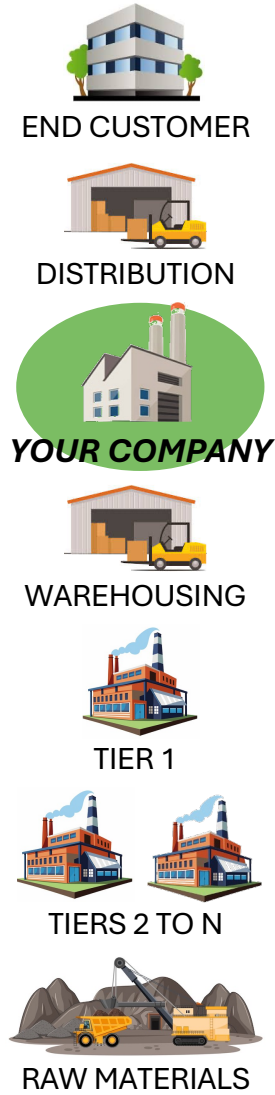 END CUSTOMER
DISTRIBUTION
YOUR COMPANY
WAREHOUSING
TIER 1
TIERS 2 TO N
RAW MATERIALS